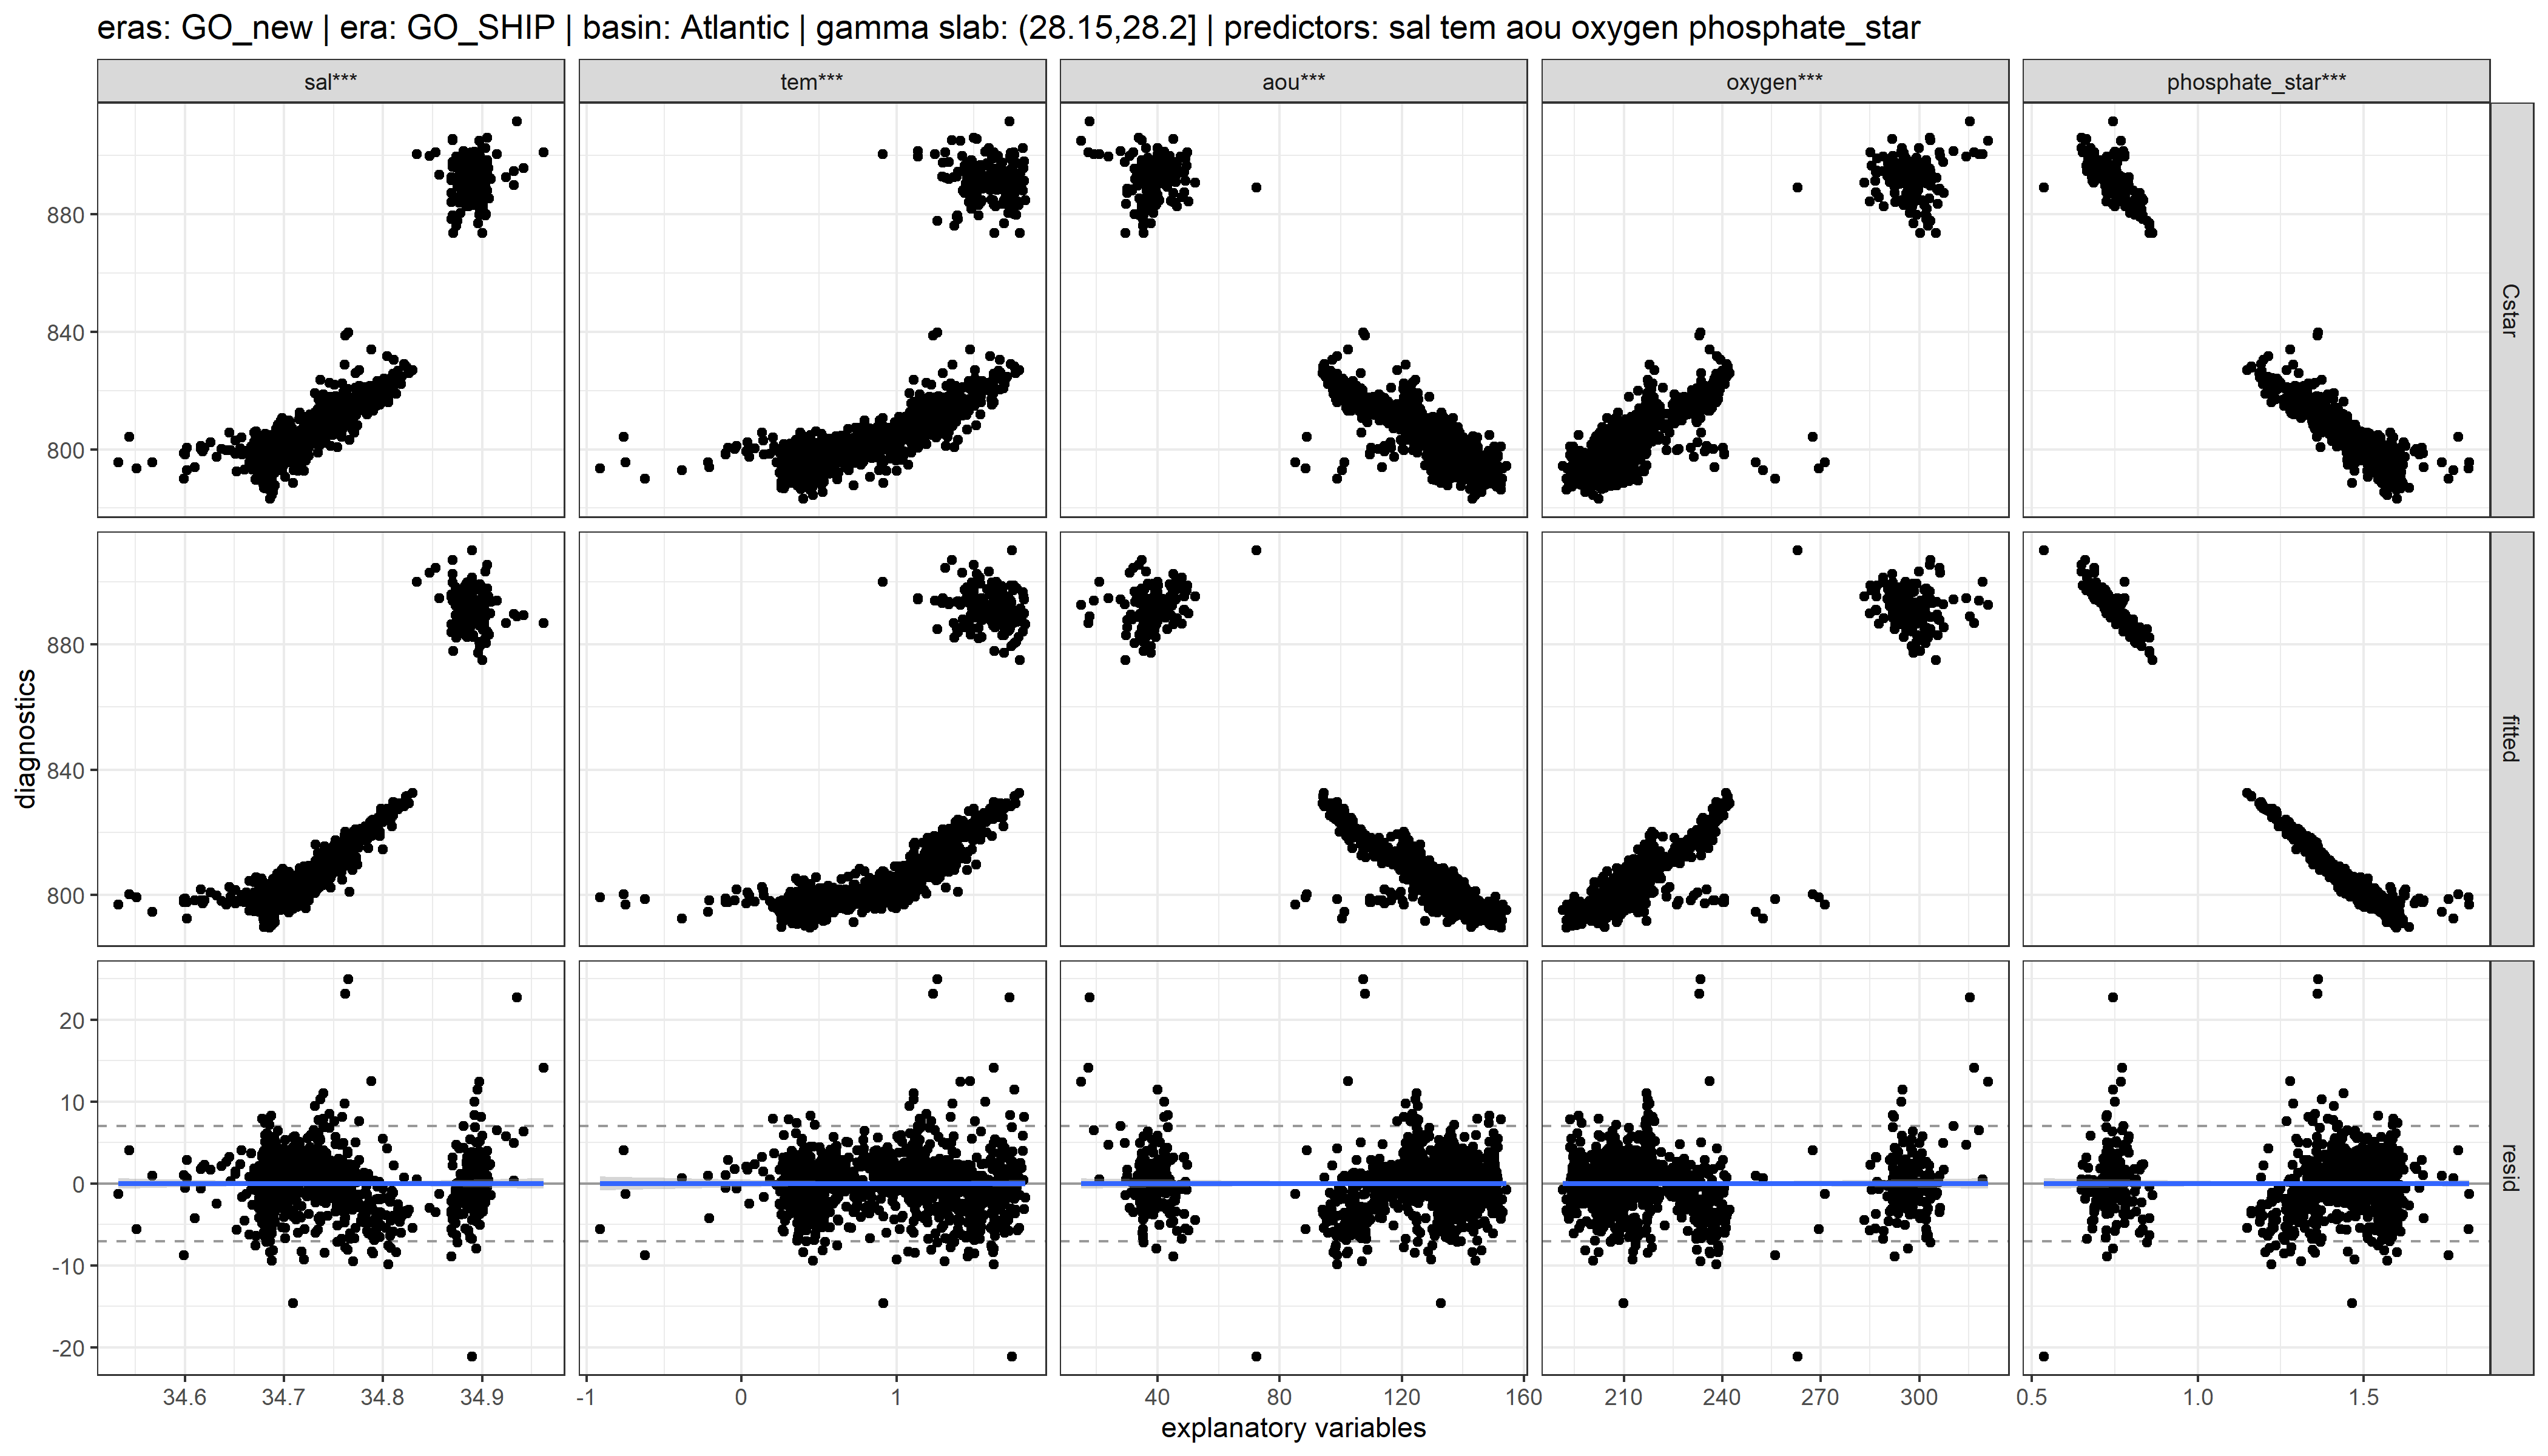 eras: GO_new | era: GO_SHIP | basin: Atlantic | gamma slab: (28.15,28.2] | predictors: sal tem aou oxygen phosphate_star
sal*** tem*** aou*** oxygen*** phosphate_star***
880
840
800
Cstar
880
840
800
fitted
20
10
0
-10
-20
resid
diagnostics
34.6 34.7 34.8 34.9 -1 0 1 40 80 120 160 210 240 270 300 0.5 1.0 1.5
explanatory variables